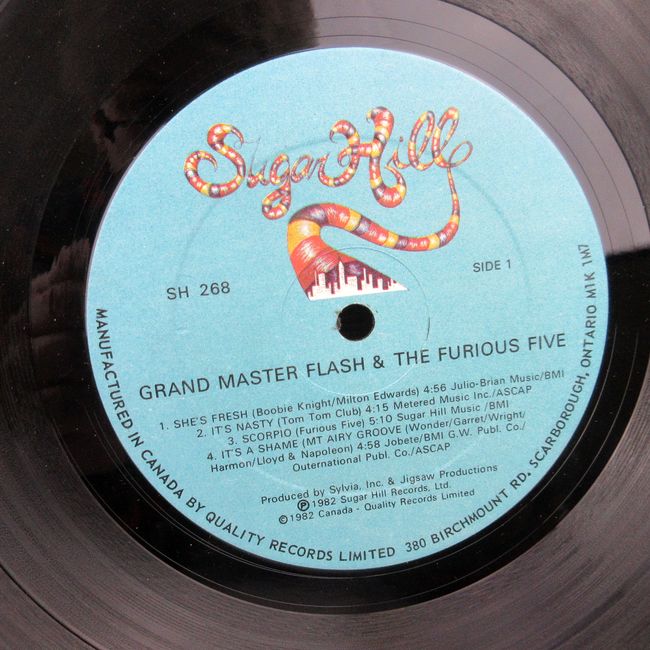 Sugar Hill
SH 268
SIDE 1
GRAND MASTER FLASH & THE FURIOUS FIVE
1. SHE'S FRESH (Boobie Knight/Milton Edwards) 4:56 Julio-Brian Music/BMI
2. IT'S NASTY (Tom Tom Club) 4:15 Metered Music Inc./ASCAP
3. SCORPIO (Furious Five) 5:10 Sugar Hill Music /BMI
4. IT'S A SHAME (MT AIRY GROOVE) (Wonder/Garret/Wright/
Harmon/Lloyd & Napoleon) 4:58 Jobete/BMI G.W. Publ. Co./
Outernational Publ. Co./ASCAP
Produced by Sylvia, Inc. & Jigsaw Productions
Ⓟ1982 Sugar Hill Records, Ltd.
©1982 Canada - Quality Records Limited
MANUFACTURED IN CANADA BY QUALITY RECORDS LIMITED 380 BIRCHMOUNT RD. SCARBOROUGH, ONTARIO M1K 1M7